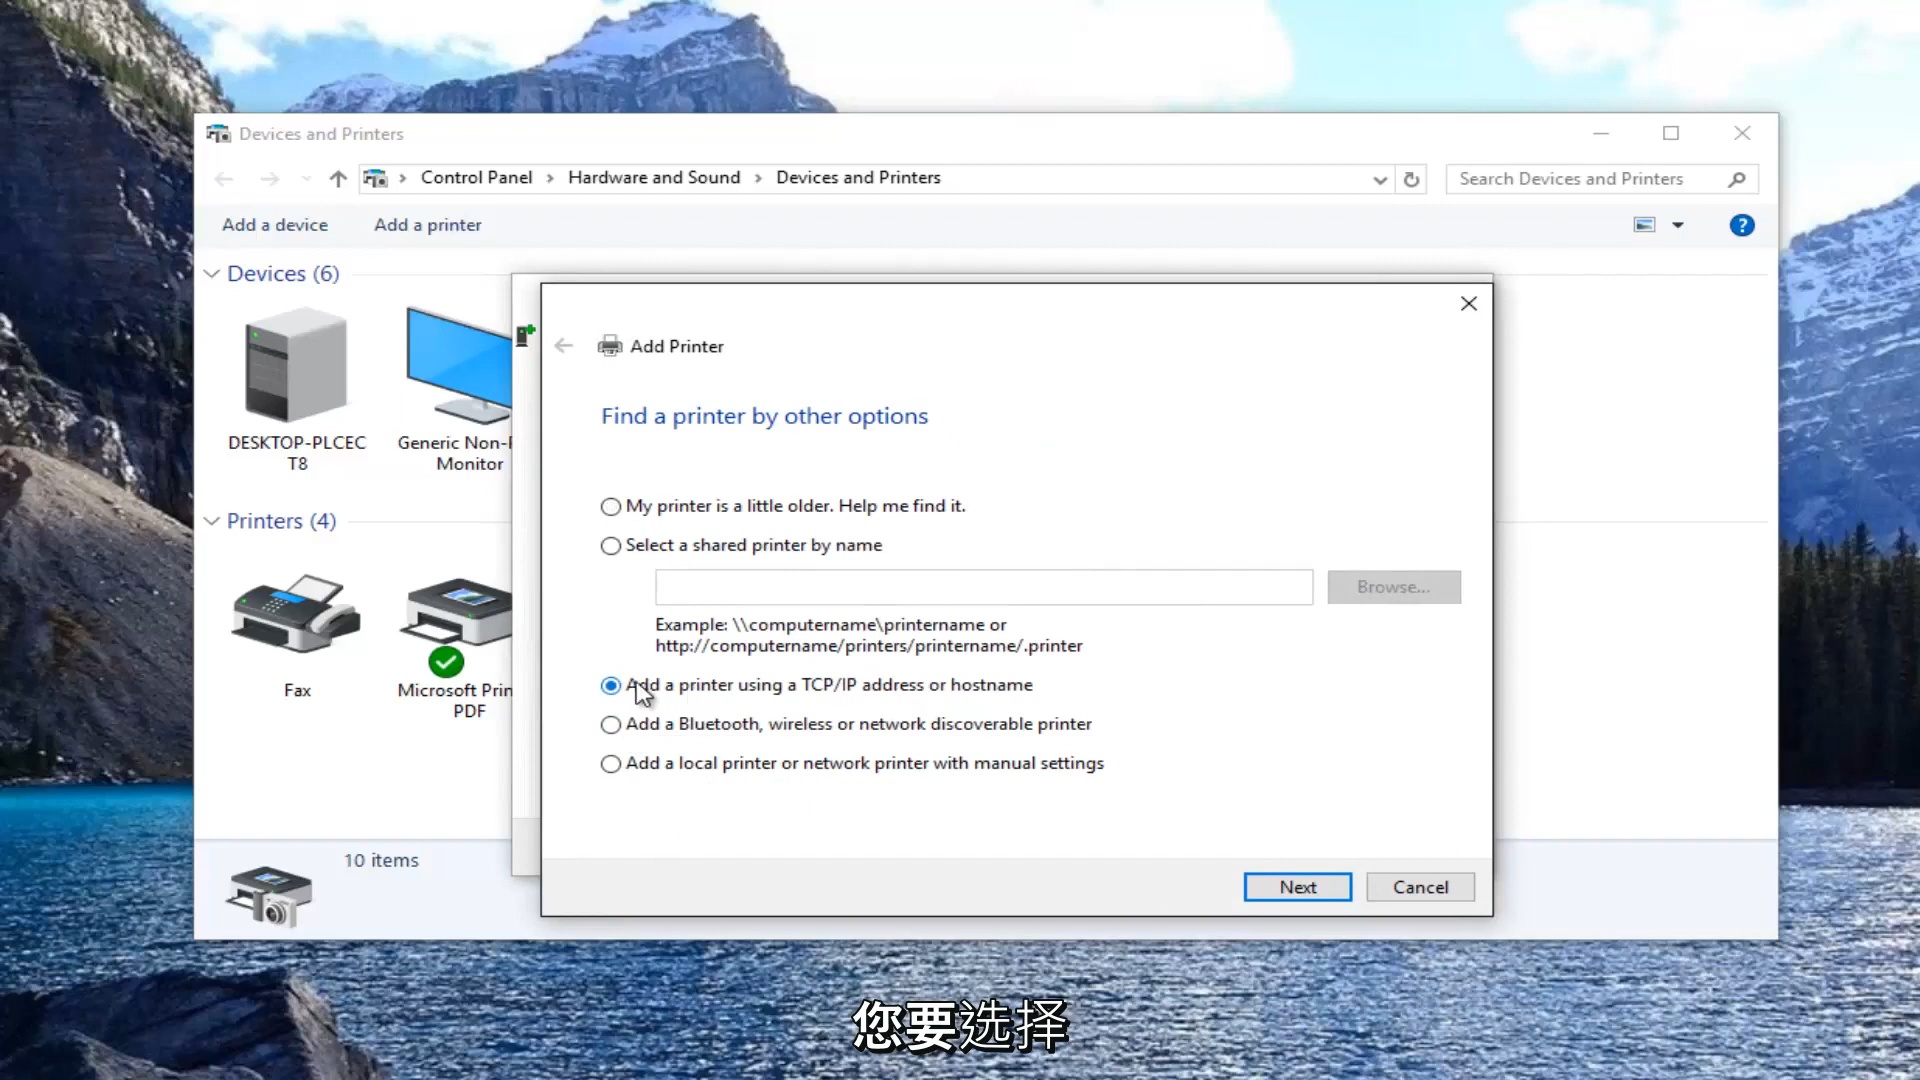 Devices and Printers
Control Panel > Hardware and Sound > Devices and Printers
Search Devices and Printers
Add a device
Add a printer
?
Devices (6)
DESKTOP-PLCEC
T8
Generic Non-
Monitor
Printers (4)
Fax
Microsoft Prin
PDF
10 items
Add Printer
Find a printer by other options
My printer is a little older. Help me find it.
Select a shared printer by name
Browse...
Example: \\computername\printername or
http://computername/printers/printername/.printer
Add a printer using a TCP/IP address or hostname
Add a Bluetooth, wireless or network discoverable printer
Add a local printer or network printer with manual settings
Next
Cancel
您要选择